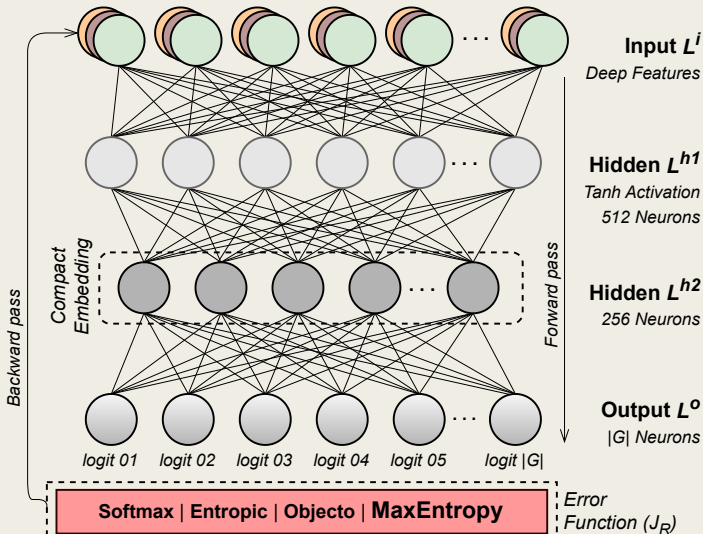 Input L^i
Deep Features
Hidden L^h1
Tanh Activation
512 Neurons
Compact
Embedding
Hidden L^h2
256 Neurons
Forward pass
Backward pass
Output L^o
|G| Neurons
logit 01 logit 02 logit 03 logit 04 logit 05 logit |G|
Softmax | Entropic | Objecto | MaxEntropy
Error
Function (J_R)